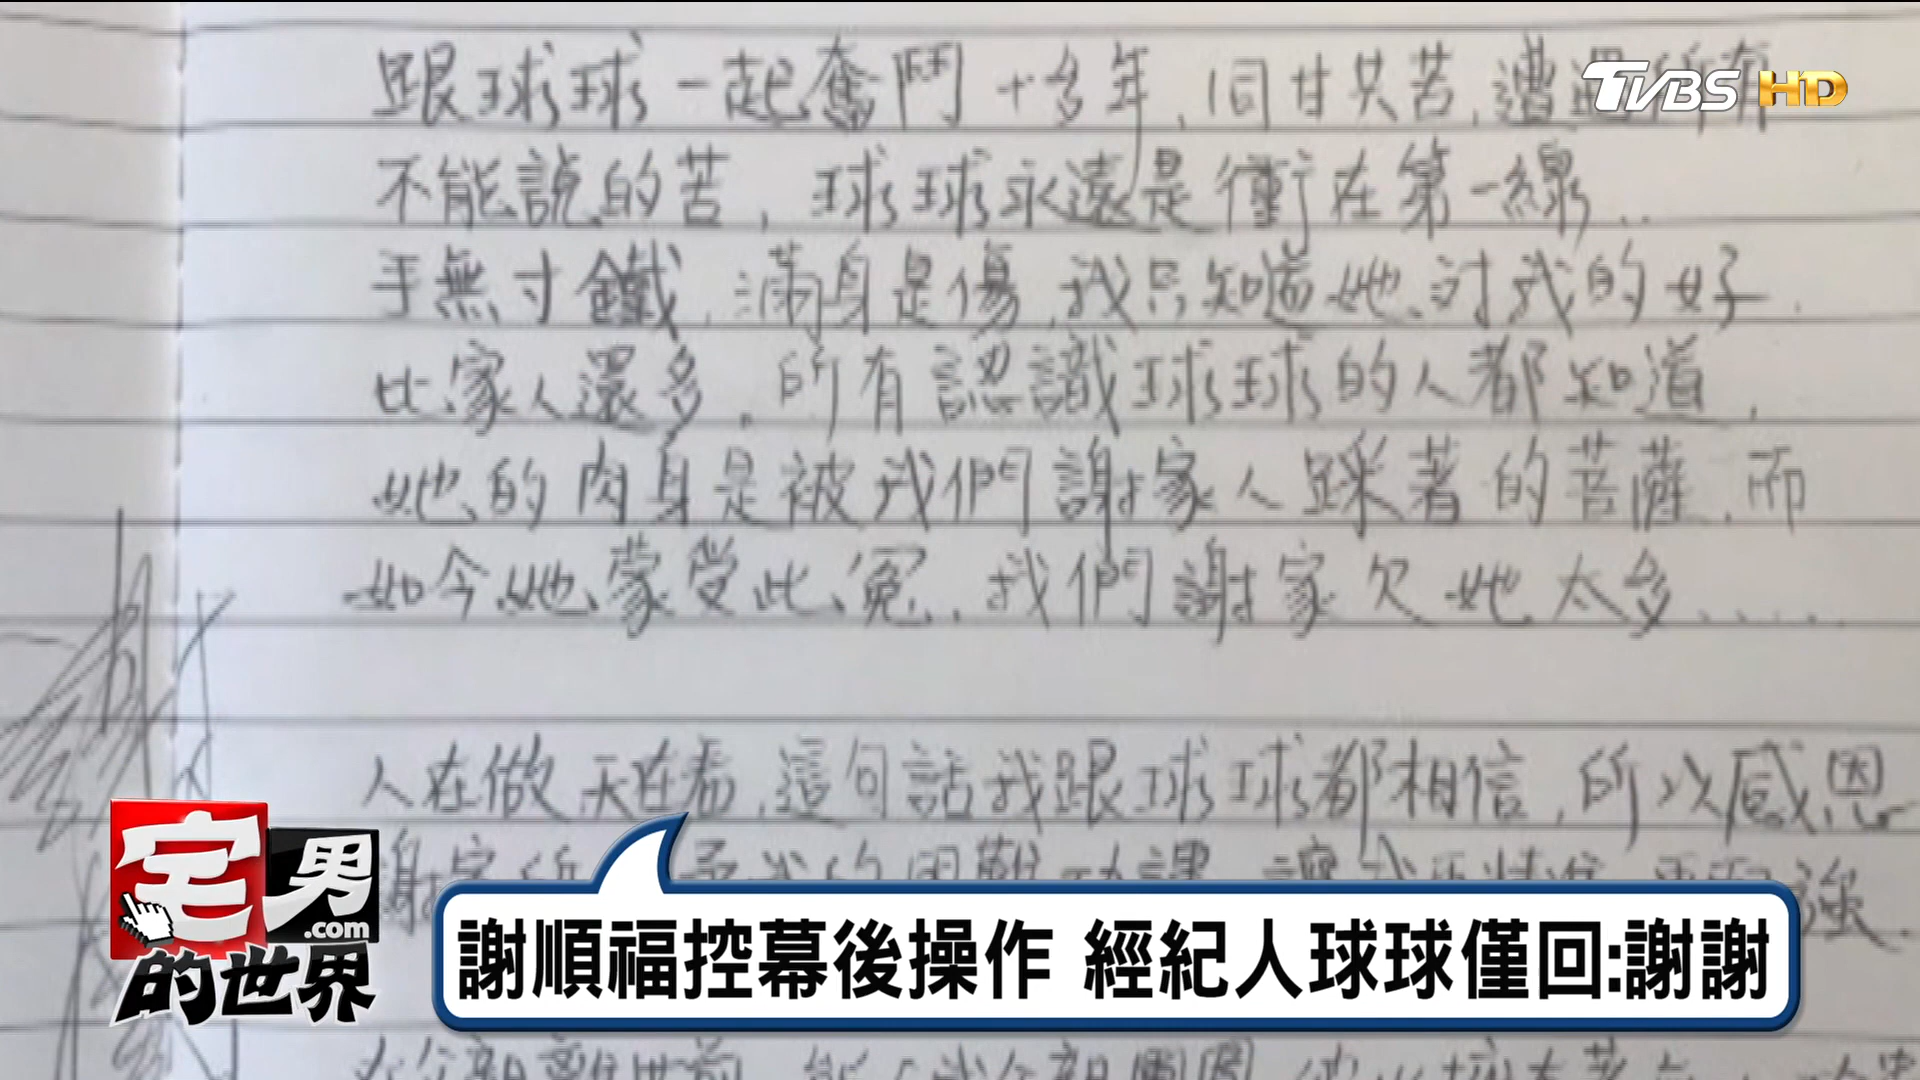 跟球球一起奮鬥十多年,同甘共苦,遭遇所有
TVBS HD
不能說的苦,球球永遠是衝在第一線..
手無寸鐵,滿身是傷,我只知道她對我的好.
比家人還多.所有認識球球的人都知道,
她的肉身是被我們謝家人踩著的菩薩,而
如今她蒙受此冤,我們謝家欠她太多.....
人在做天在看,這句話我跟球球都相信,所以感恩
強.
宅男.com
的世界
謝順福控幕後操作 經紀人球球僅回:謝謝